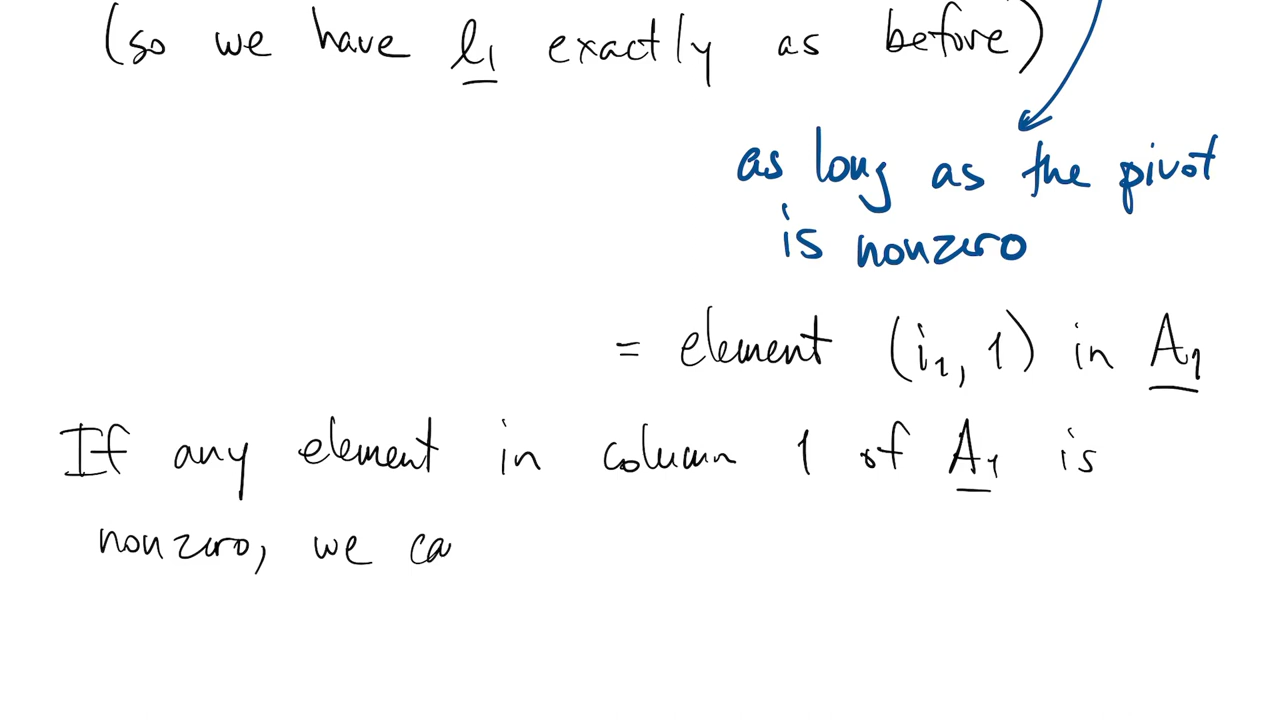 (so we have l1 exactly as before)
as long as the pivot
is nonzero
= element (i1, 1) in A1
If any element in column 1 of A1 is
nonzero, we ca